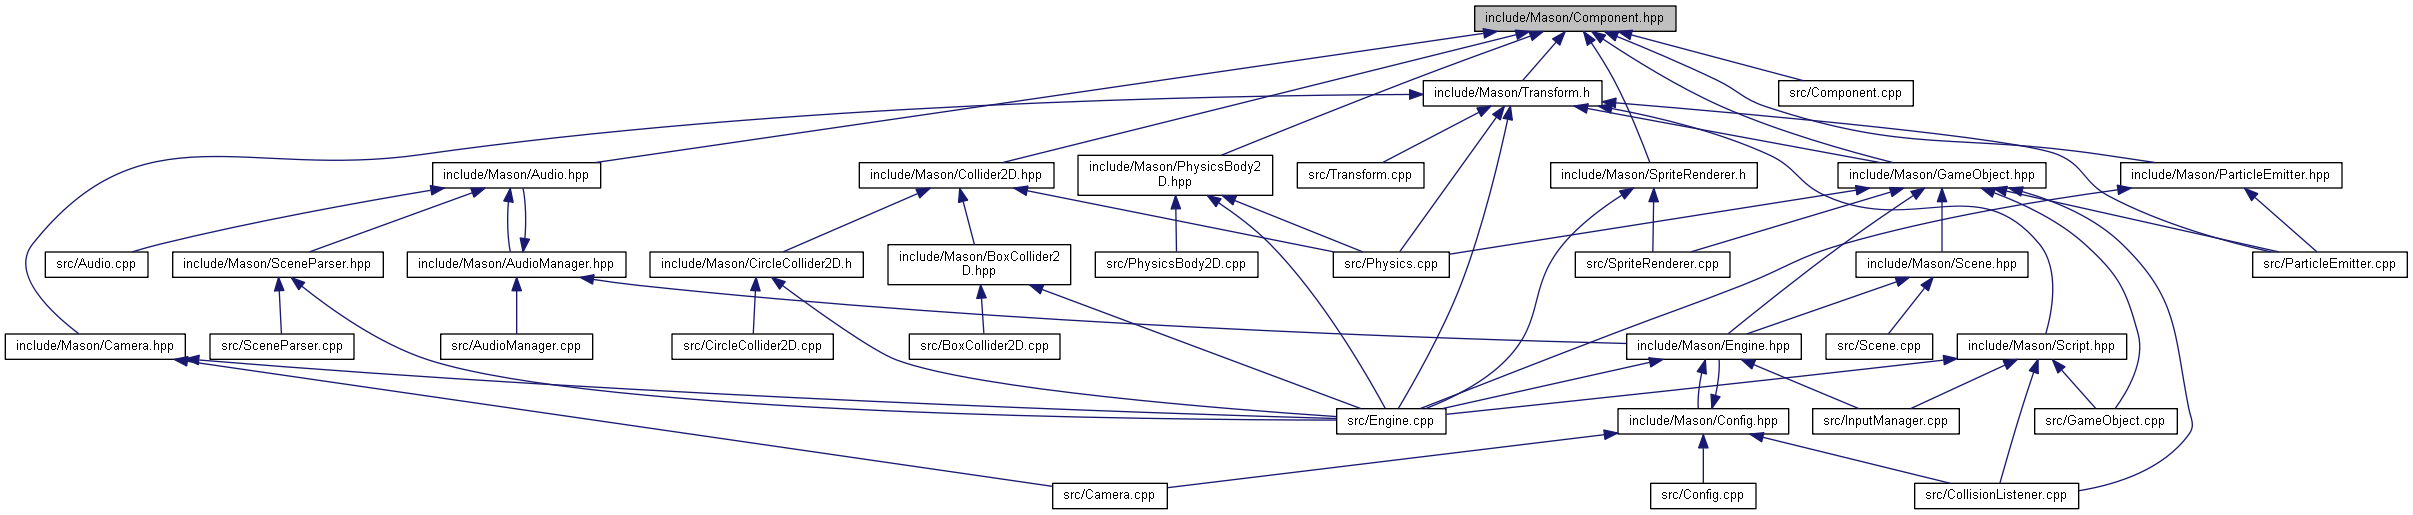 include/Mason/Component.hpp
include/Mason/Transform.h
src/Component.cpp
include/Mason/Audio.hpp
include/Mason/Collider2D.hpp
include/Mason/PhysicsBody2
D.hpp
src/Transform.cpp
include/Mason/SpriteRenderer.h
include/Mason/GameObject.hpp
include/Mason/ParticleEmitter.hpp
src/Audio.cpp
include/Mason/SceneParser.hpp
include/Mason/AudioManager.hpp
include/Mason/CircleCollider2D.h
include/Mason/BoxCollider2
D.hpp
src/PhysicsBody2D.cpp
src/Physics.cpp
src/SpriteRenderer.cpp
include/Mason/Scene.hpp
src/ParticleEmitter.cpp
include/Mason/Camera.hpp
src/SceneParser.cpp
src/AudioManager.cpp
src/CircleCollider2D.cpp
src/BoxCollider2D.cpp
include/Mason/Engine.hpp
src/Scene.cpp
include/Mason/Script.hpp
src/Engine.cpp
include/Mason/Config.hpp
src/InputManager.cpp
src/GameObject.cpp
src/Camera.cpp
src/Config.cpp
src/CollisionListener.cpp